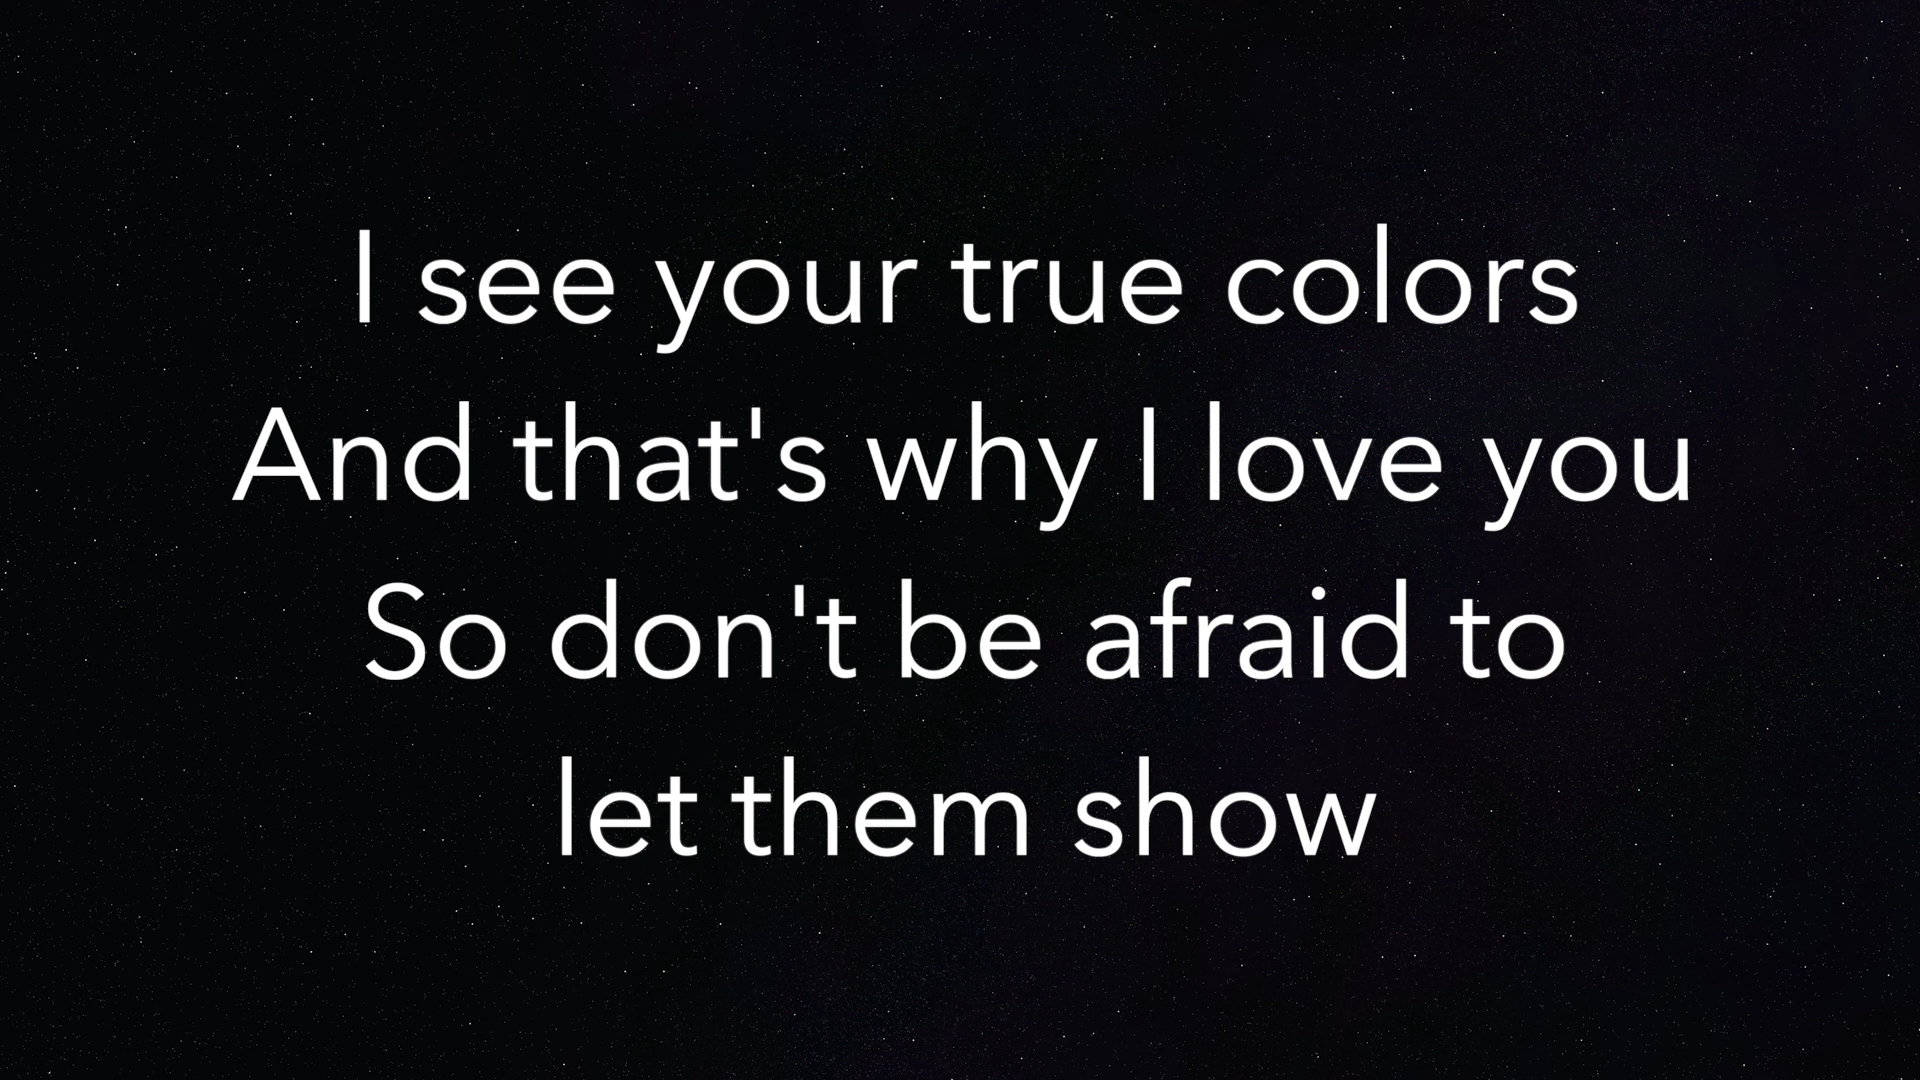 I see your true colors
And that's why I love you
So don't be afraid to
let them show